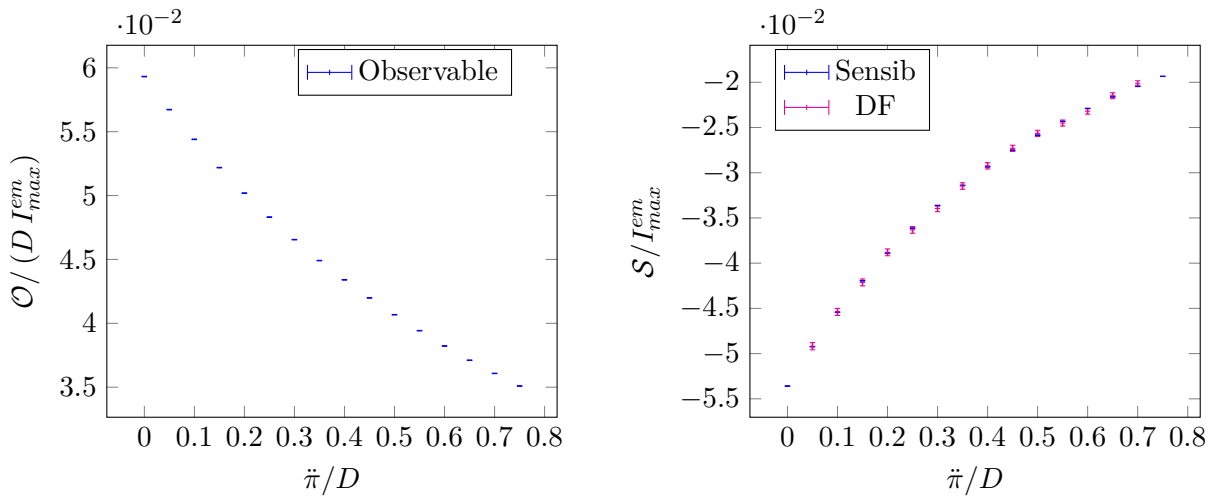 ·10−2
6
5.5
5
4.5
4
3.5
0 0.1 0.2 0.3 0.4 0.5 0.6 0.7 0.8
π̈/D
𝒪/(D I^{em}_{max})
Observable
·10−2
−2
−2.5
−3
−3.5
−4
−4.5
−5
−5.5
0 0.1 0.2 0.3 0.4 0.5 0.6 0.7 0.8
π̈/D
𝒮/I^{em}_{max}
Sensib
DF